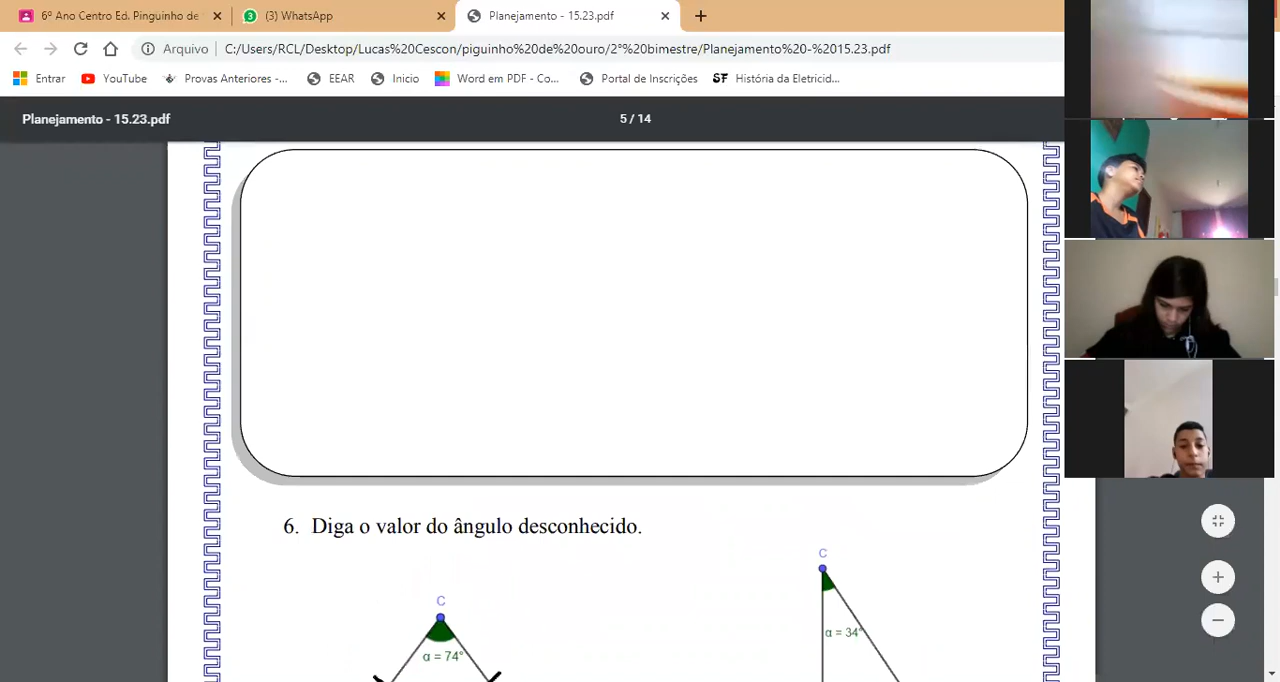 6º Ano Centro Ed. Pinguinho de
(3) WhatsApp
Planejamento - 15.23.pdf
Arquivo
C:/Users/RCL/Desktop/Lucas%20Cescon/piguinho%20de%20ouro/2°%20bimestre/Planejamento%20-%2015.23.pdf
Entrar
YouTube
Provas Anteriores -...
EEAR
Inicio
Word em PDF - Co...
Portal de Inscrições
SF História da Eletricid...
Planejamento - 15.23.pdf
5 / 14
6. Diga o valor do ângulo desconhecido.
C
α = 74°
C
α = 34°